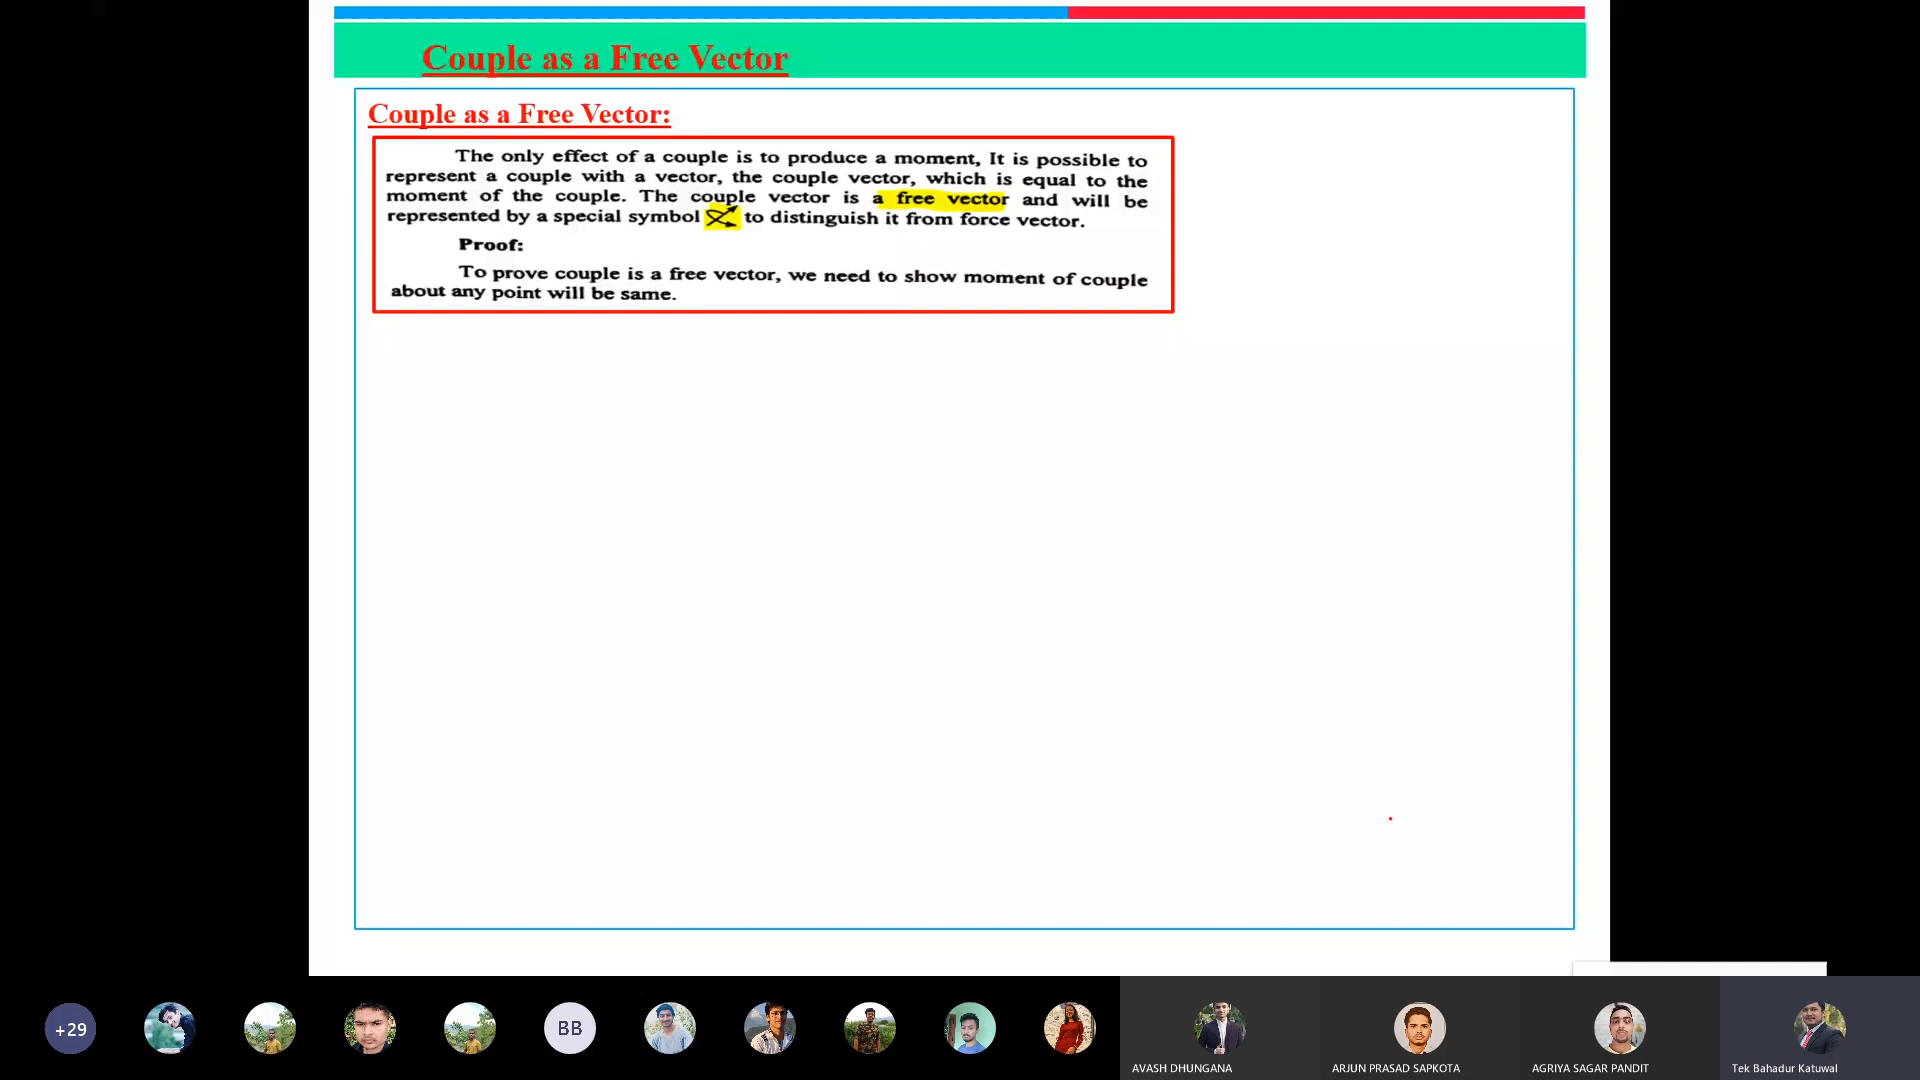 Couple as a Free Vector
Couple as a Free Vector:
The only effect of a couple is to produce a moment, It is possible to
represent a couple with a vector, the couple vector, which is equal to the
moment of the couple. The couple vector is a free vector and will be
represented by a special symbol to distinguish it from force vector.
Proof:
To prove couple is a free vector, we need to show moment of couple
about any point will be same.
+29
BB
AVASH DHUNGANA
ARJUN PRASAD SAPKOTA
AGRIYA SAGAR PANDIT
Tek Bahadur Katuwal